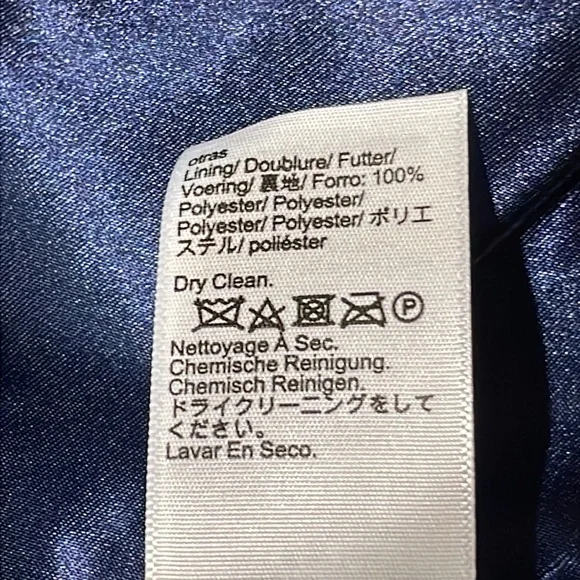 otras
Lining/ Doublure/ Futter/
Voering/ 裏地/ Forro: 100%
Polyester/ Polyester/
Polyester/ Polyester/ ポリエ
ステル/ poliéster
Dry Clean.
P
Nettoyage À Sec.
Chemische Reinigung.
Chemisch Reinigen.
ドライクリーニングをして
ください。
Lavar En Seco.